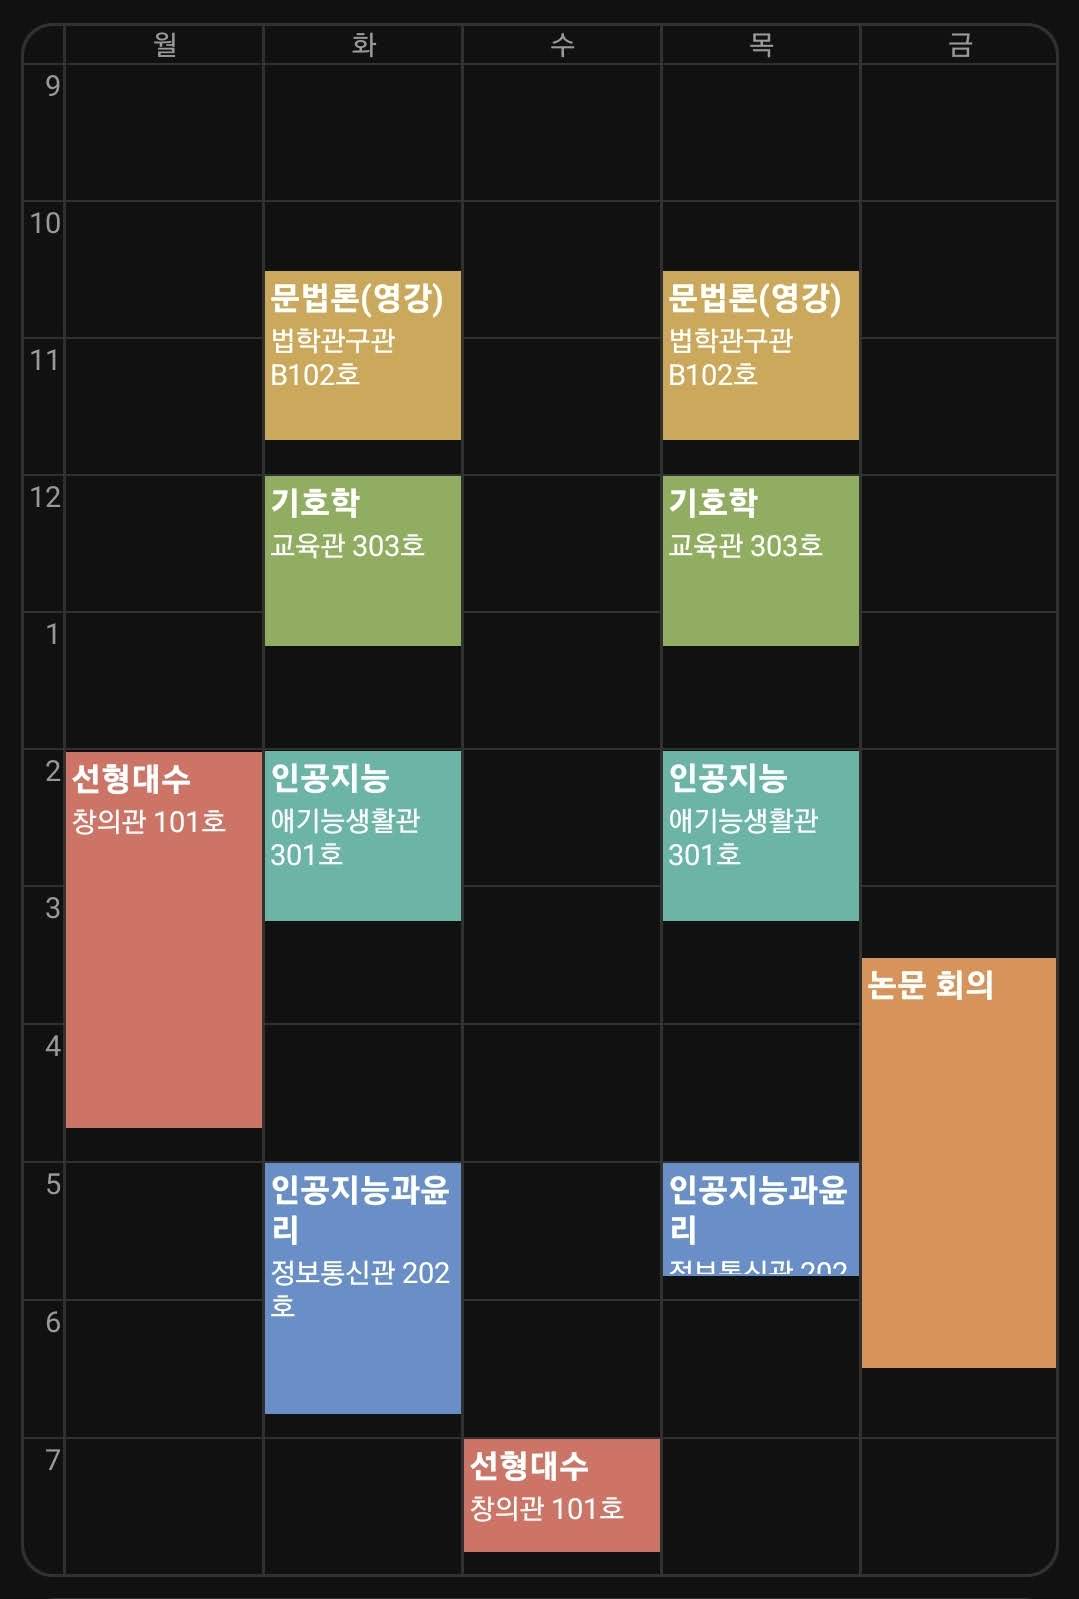 월 화 수 목 금
9
10
문법론(영강)
법학관구관
B102호
문법론(영강)
법학관구관
B102호
11
12
기호학
교육관 303호
기호학
교육관 303호
1
2
선형대수
창의관 101호
인공지능
애기능생활관
301호
인공지능
애기능생활관
301호
3
논문 회의
4
5
인공지능과윤
리
정보통신관 202
호
인공지능과윤
리
정보통신관 202
6
7
선형대수
창의관 101호